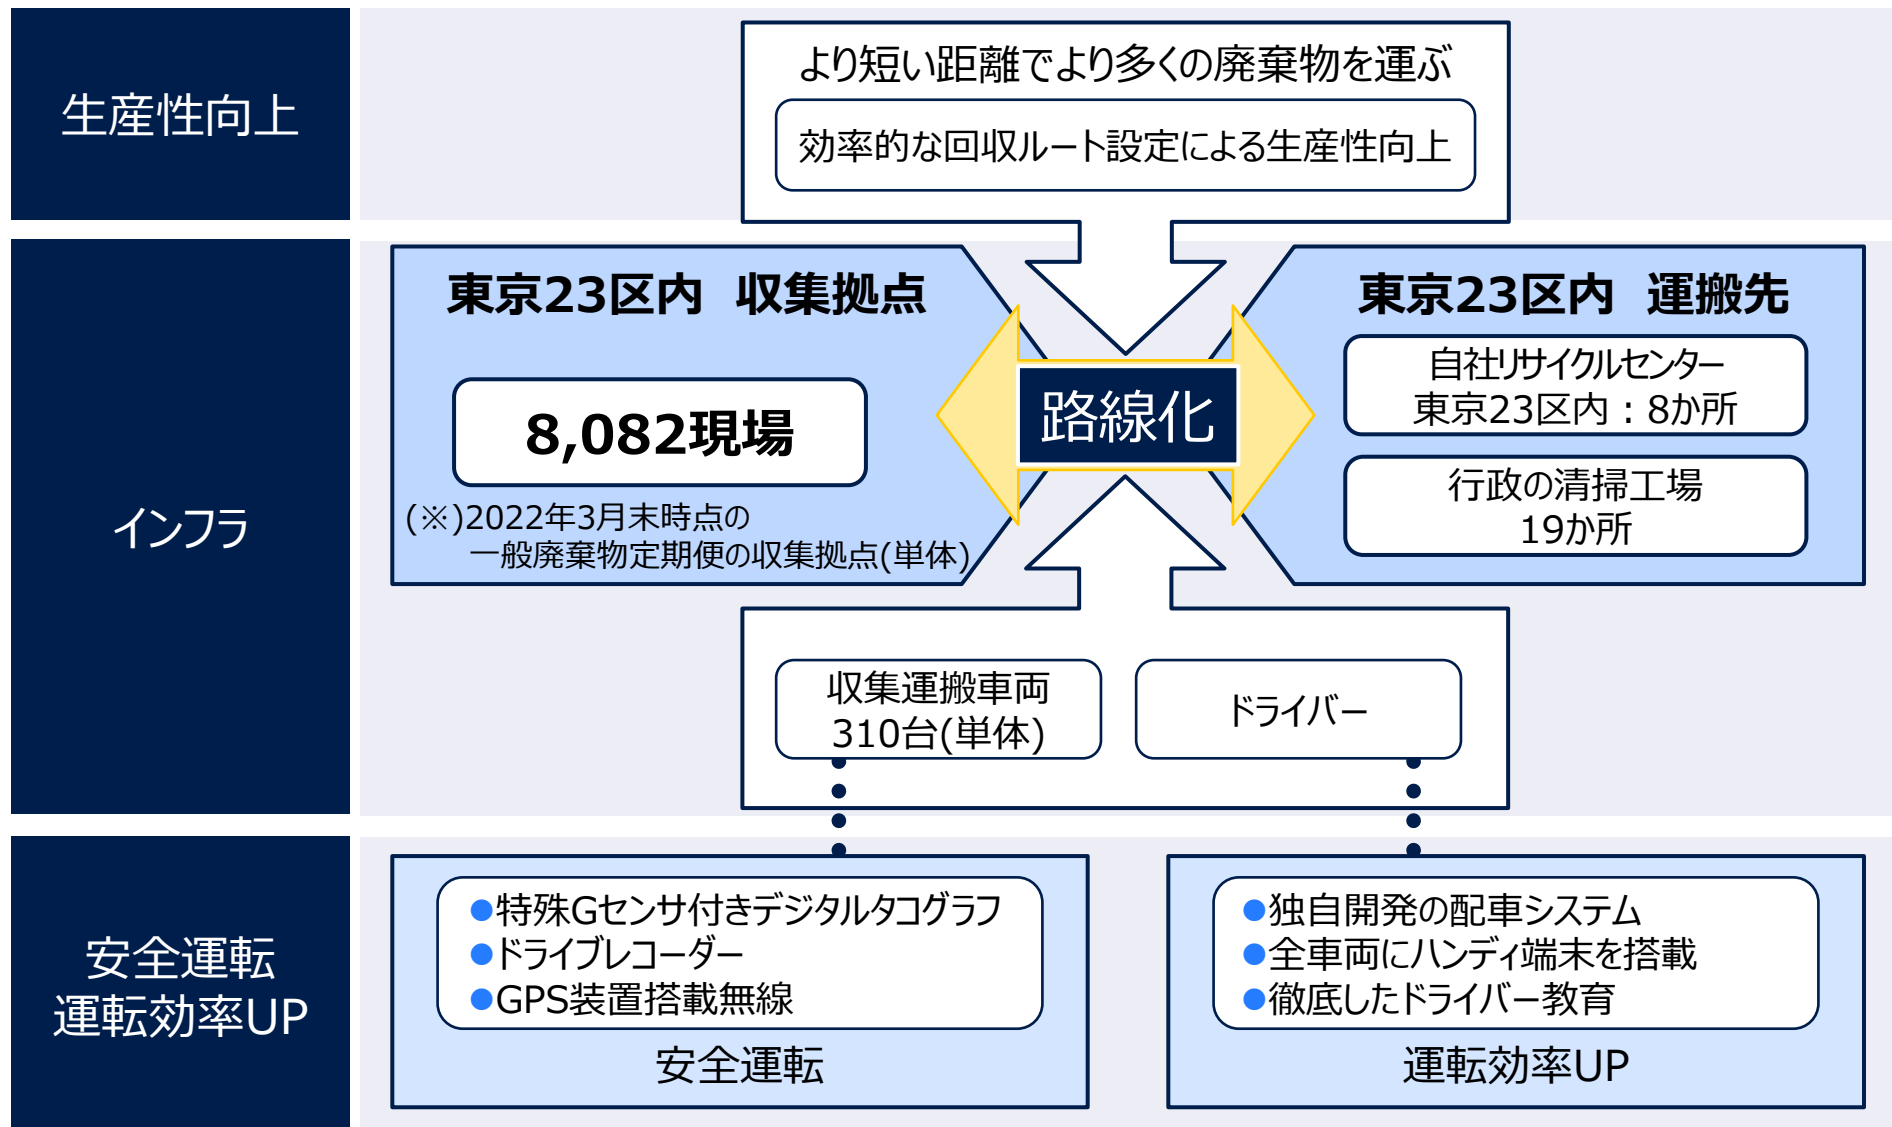 生産性向上
より短い距離でより多くの廃棄物を運ぶ
効率的な回収ルート設定による生産性向上
インフラ
東京23区内 収集拠点
8,082現場
(※)2022年3月末時点の
一般廃棄物定期便の収集拠点(単体)
路線化
東京23区内 運搬先
自社リサイクルセンター
東京23区内：8か所
行政の清掃工場
19か所
収集運搬車両
310台(単体)
ドライバー
安全運転
運転効率UP
●特殊Gセンサ付きデジタルタコグラフ
●ドライブレコーダー
●GPS装置搭載無線
安全運転
●独自開発の配車システム
●全車両にハンディ端末を搭載
●徹底したドライバー教育
運転効率UP